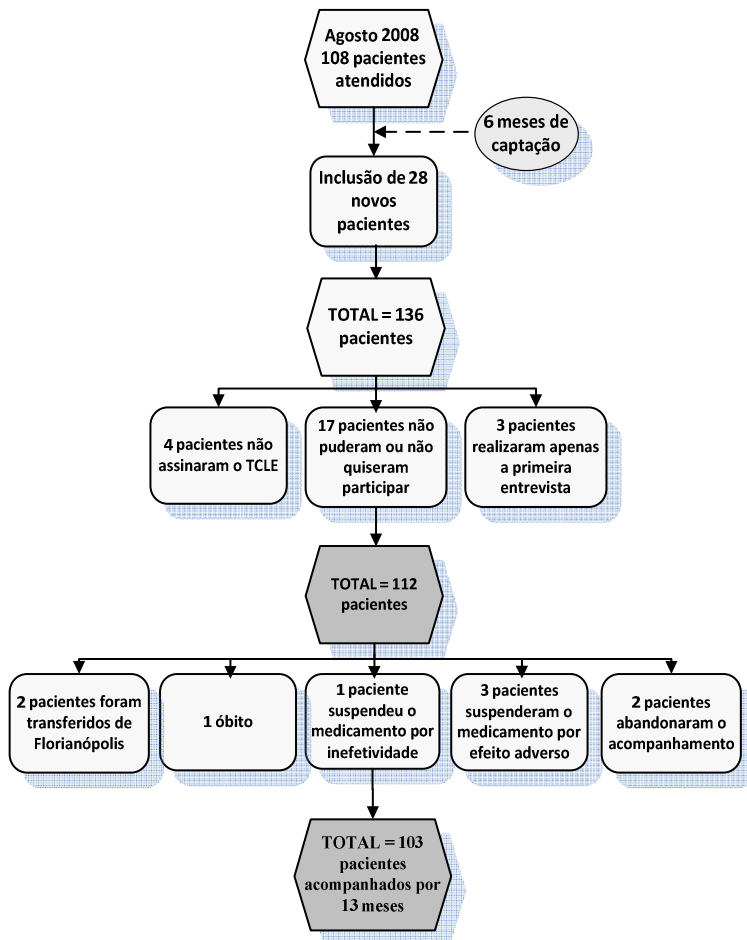 Agosto 2008
108 pacientes
atendidos
6 meses de
captação
Inclusão de 28
novos
pacientes
TOTAL = 136
pacientes
4 pacientes não
assinaram o TCLE
17 pacientes não
puderam ou não
quiseram
participar
3 pacientes
realizaram apenas
a primeira
entrevista
TOTAL = 112
pacientes
2 pacientes foram
transferidos de
Florianópolis
1 óbito
1 paciente
suspendeu o
medicamento por
inefetividade
3 pacientes
suspenderam o
medicamento por
efeito adverso
2 pacientes
abandonaram o
acompanhamento
TOTAL = 103
pacientes
acompanhados por
13 meses